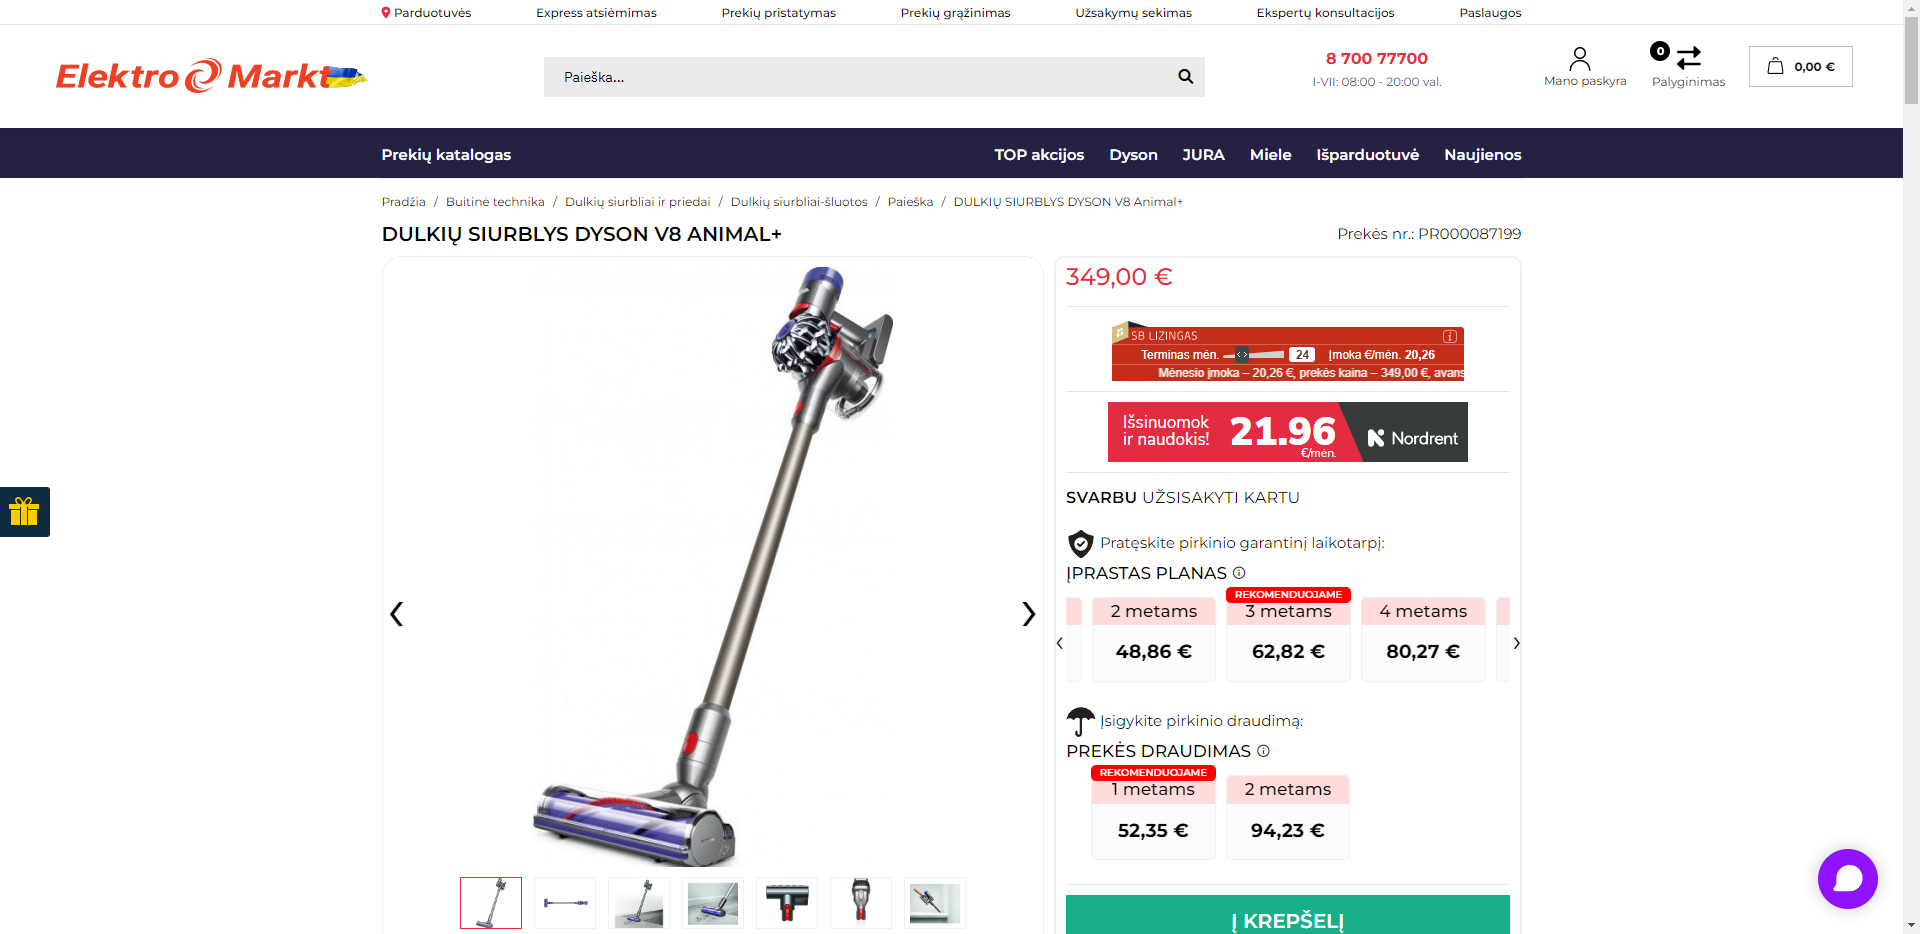 Parduotuvės
Express atsiėmimas
Prekių pristatymas
Prekių grąžinimas
Užsakymų sekimas
Ekspertų konsultacijos
Paslaugos
Elektro Markt
Paieška...
8 700 77700
I-VII: 08:00 - 20:00 val.
Mano paskyra
0
Palyginimas
0,00 €
Prekių katalogas
TOP akcijos
Dyson
JURA
Miele
Išparduotuvė
Naujienos
Pradžia / Buitinė technika / Dulkių siurbliai ir priedai / Dulkių siurbliai-šluotos / Paieška / DULKIŲ SIURBLYS DYSON V8 Animal+
DULKIŲ SIURBLYS DYSON V8 ANIMAL+
Prekės nr.: PR000087199
349,00 €
SB LIZINGAS
Terminas mėn. 24 Įmoka €/mėn. 20,26
Mėnesio įmoka – 20,26 €, prekės kaina – 349,00 €, avans
Išsinuomok
ir naudokis!
21.96
€/mėn.
Nordrent
SVARBU UŽSISAKYTI KARTU
Pratęskite pirkinio garantinį laikotarpį:
ĮPRASTAS PLANAS
2 metams
48,86 €
REKOMENDUOJAME
3 metams
62,82 €
4 metams
80,27 €
Įsigykite pirkinio draudimą:
PREKĖS DRAUDIMAS
REKOMENDUOJAME
1 metams
52,35 €
2 metams
94,23 €
Į KREPŠELĮ